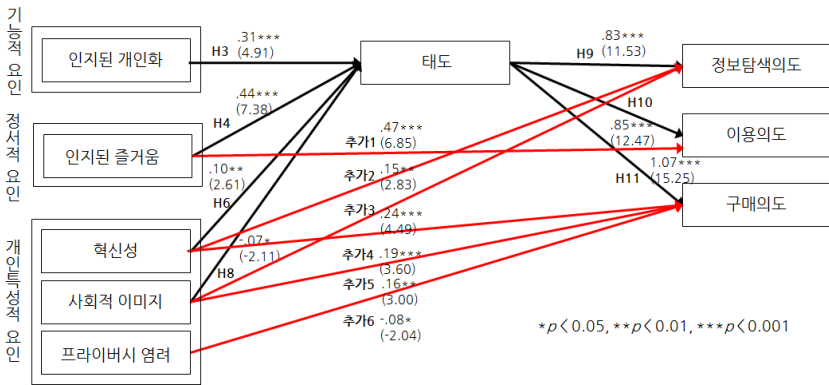 기능적 요인
인지된 개인화
H3
.31***
(4.91)
태도
H9
.83***
(11.53)
정보탐색의도
정서적 요인
인지된 즐거움
H4
.44***
(7.38)
추가1
.47***
(6.85)
H10
.85***
(12.47)
이용의도
.10**
(2.61)
H6
추가2
.15**
(2.83)
H11
1.07***
(15.25)
구매의도
개인특성적 요인
혁신성
-.07*
(-2.11)
H8
추가3
.24***
(4.49)
사회적 이미지
추가4
.19***
(3.60)
추가5
.16**
(3.00)
프라이버시 염려
추가6
-.08*
(-2.04)
*p<0.05, **p<0.01, ***p<0.001